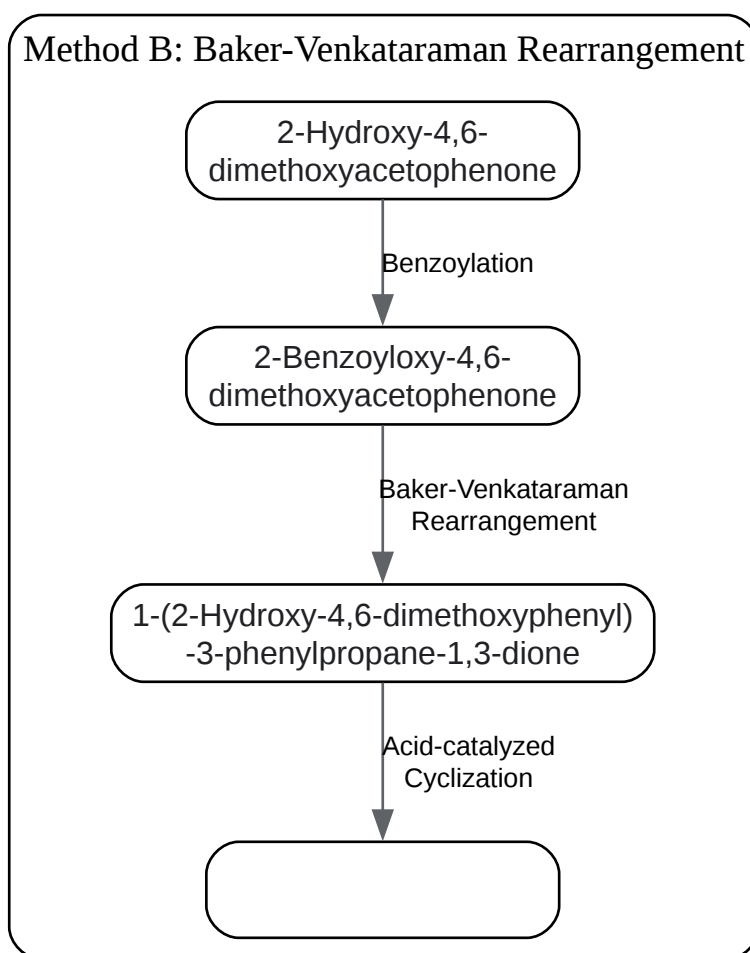 Method B: Baker-Venkataraman Rearrangement
2-Hydroxy-4,6-
dimethoxyacetophenone
Benzoylation
2-Benzoyloxy-4,6-
dimethoxyacetophenone
Baker-Venkataraman
Rearrangement
1-(2-Hydroxy-4,6-dimethoxyphenyl)
-3-phenylpropane-1,3-dione
Acid-catalyzed
Cyclization